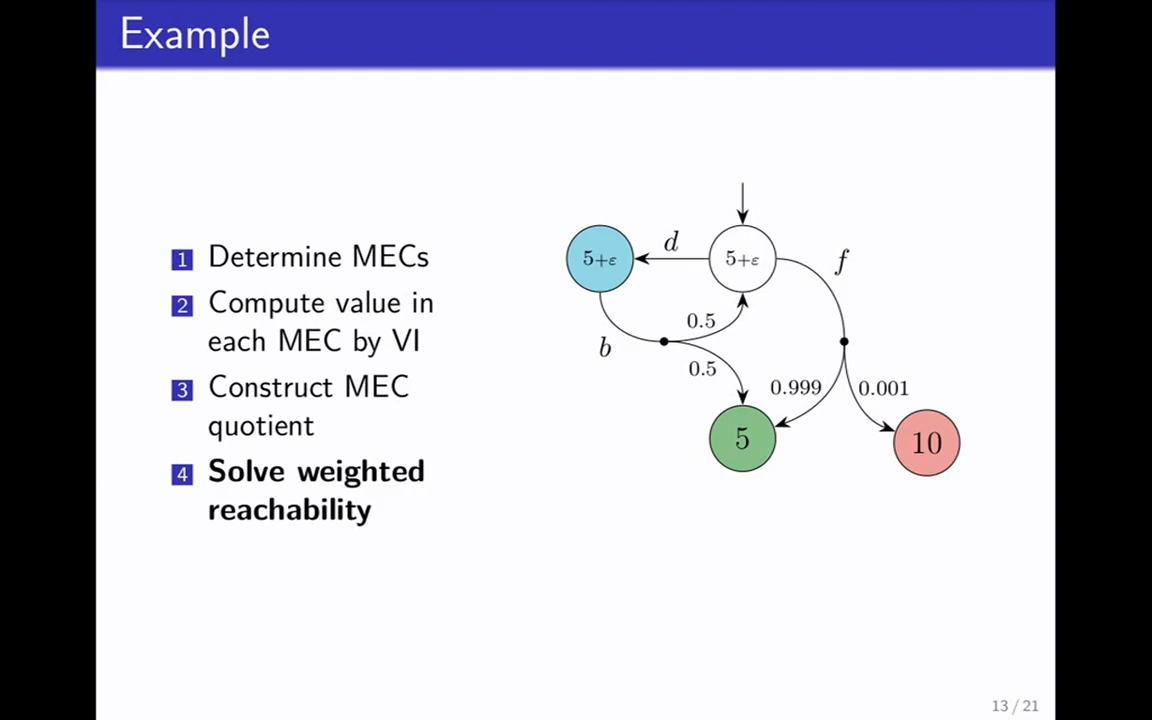 Example
1 Determine MECs
2 Compute value in
each MEC by VI
3 Construct MEC
quotient
4 Solve weighted
reachability
5+ε
d
5+ε
f
0.5
b
0.5
0.999
0.001
5
10
13 / 21